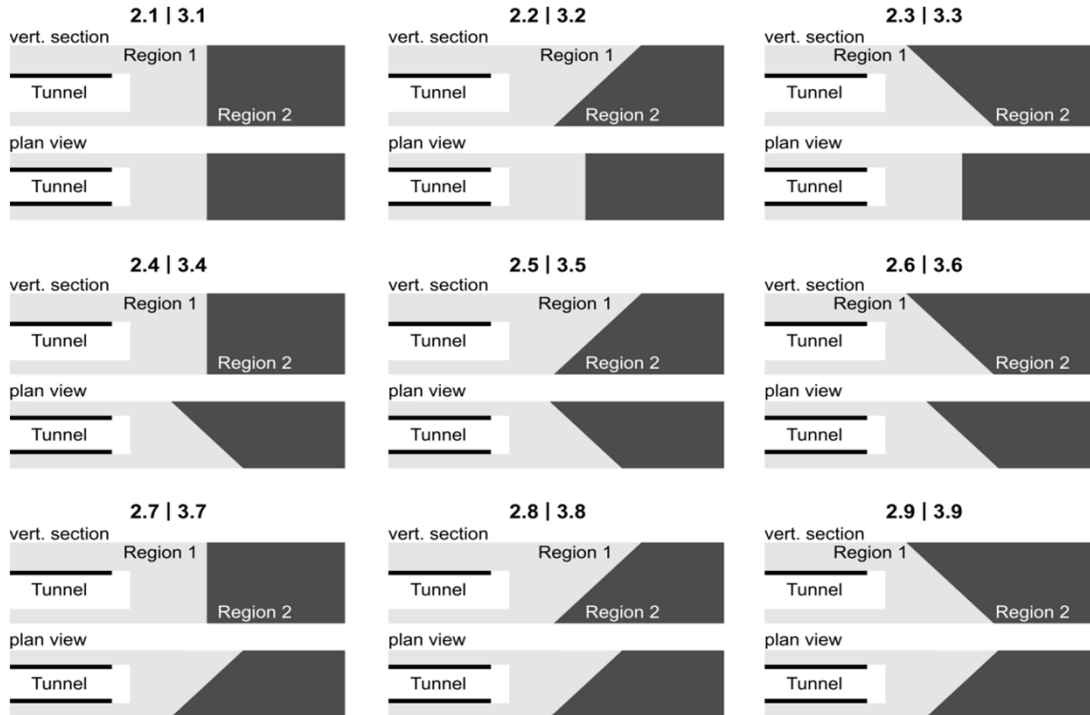 2.1 | 3.1
vert. section
Region 1
Tunnel
Region 2
plan view
Tunnel
2.2 | 3.2
vert. section
Region 1
Tunnel
Region 2
plan view
Tunnel
2.3 | 3.3
vert. section
Region 1
Tunnel
Region 2
plan view
Tunnel
2.4 | 3.4
vert. section
Region 1
Tunnel
Region 2
plan view
Tunnel
2.5 | 3.5
vert. section
Region 1
Tunnel
Region 2
plan view
Tunnel
2.6 | 3.6
vert. section
Region 1
Tunnel
Region 2
plan view
Tunnel
2.7 | 3.7
vert. section
Region 1
Tunnel
Region 2
plan view
Tunnel
2.8 | 3.8
vert. section
Region 1
Tunnel
Region 2
plan view
Tunnel
2.9 | 3.9
vert. section
Region 1
Tunnel
Region 2
plan view
Tunnel